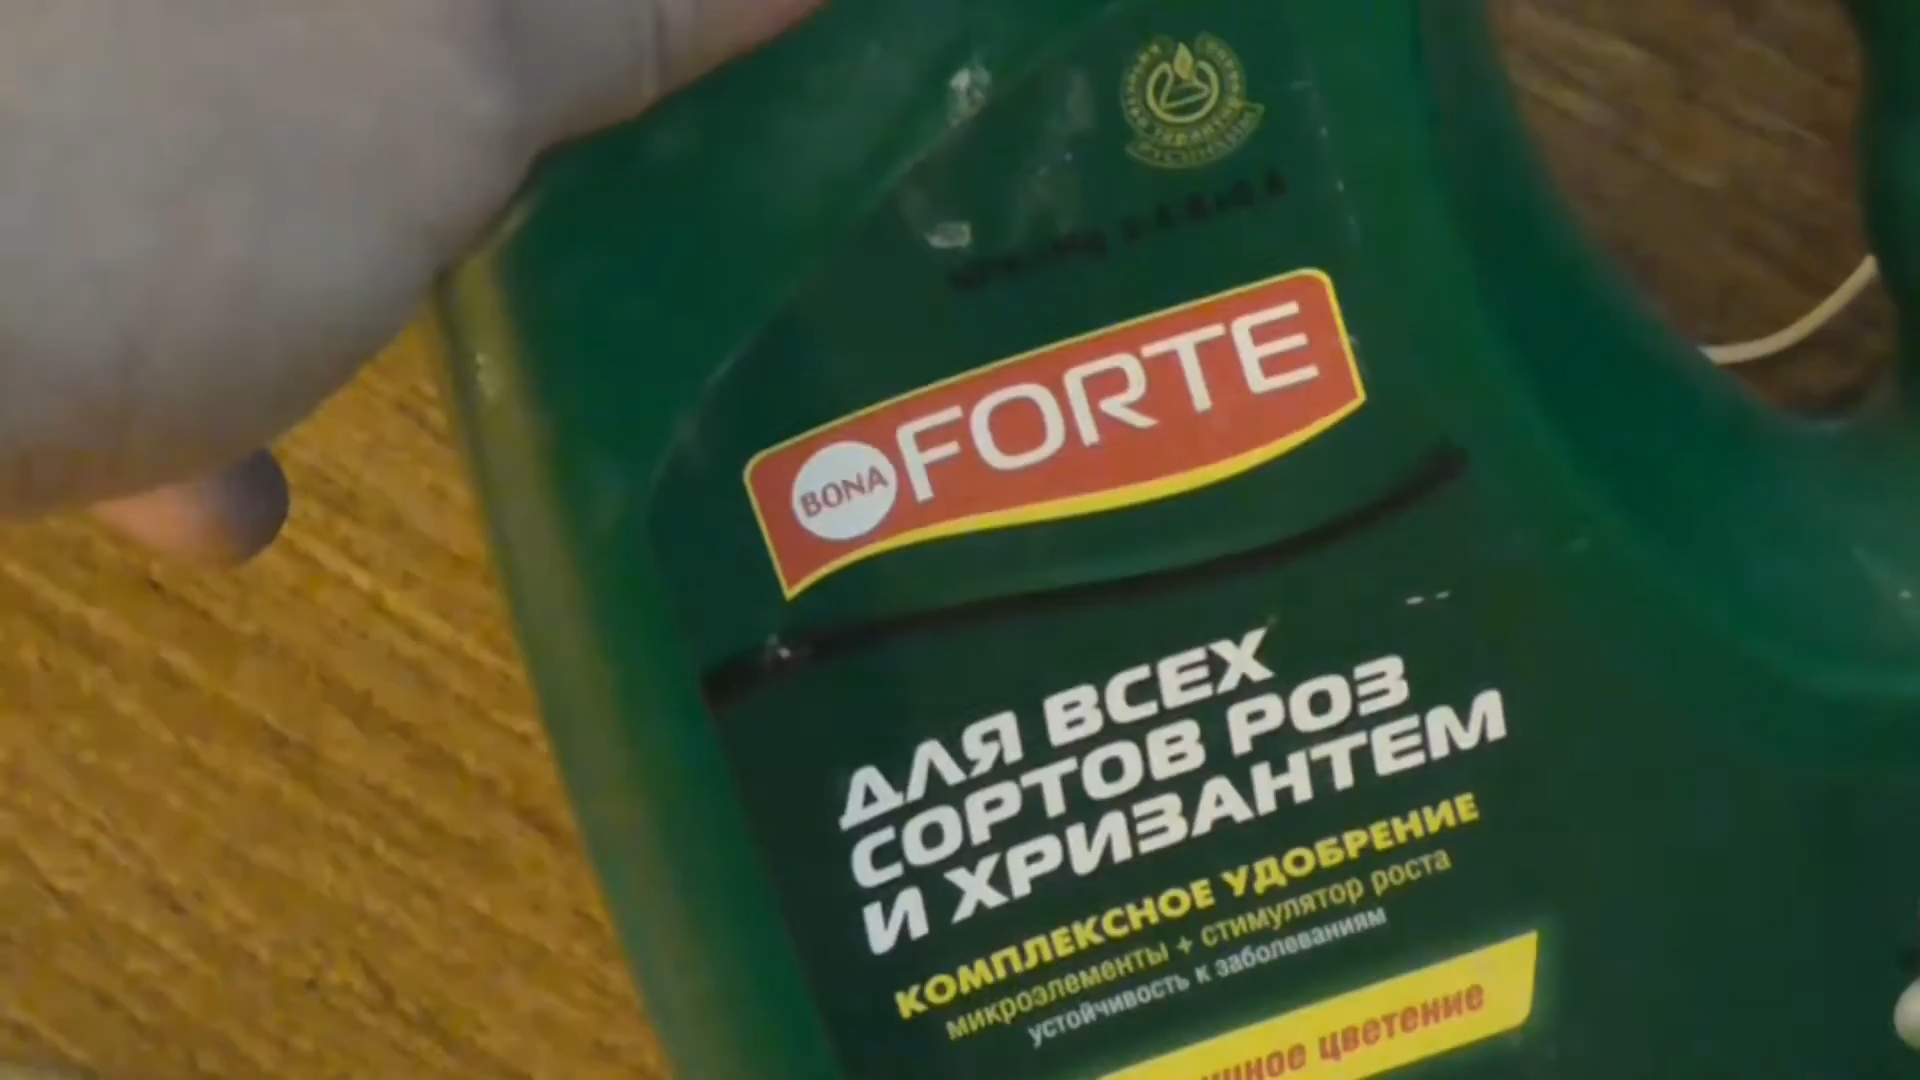 BONA FORTE
ДЛЯ ВСЕХ
СОРТОВ РОЗ
И ХРИЗАНТЕМ
КОМПЛЕКСНОЕ УДОБРЕНИЕ
микроэлементы + стимулятор роста
устойчивость к заболеваниям
цветение